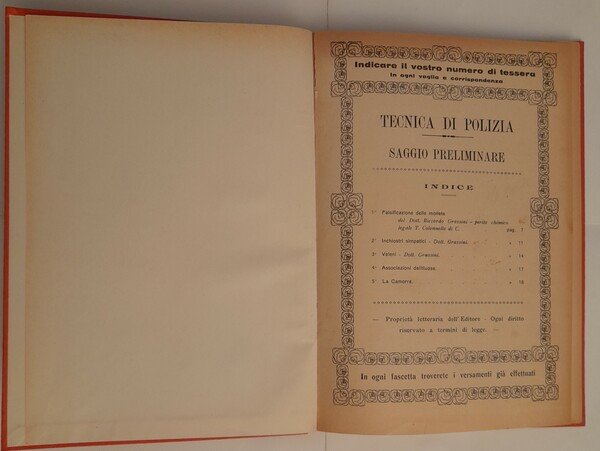 Indicare il vostro numero di tessera
In ogni vaglia e corrispondenza
TECNICA DI POLIZIA
SAGGIO PRELIMINARE
INDICE
1° Falsificazione delle monete
del Dott. Riccardo Grassini - perito chimico
legale T. Colonnello di C. pag. 7
2° Inchiostri simpatici - Dott. Grassini. » 11
3° Veleni - Dott. Grassini. » 14
4° Associazioni delittuose. » 17
5° La Camorra. » 18
— Proprietà letteraria dell'Editore - Ogni diritto
riservato a termini di legge. —
In ogni fascetta troverete i versamenti già effettuati